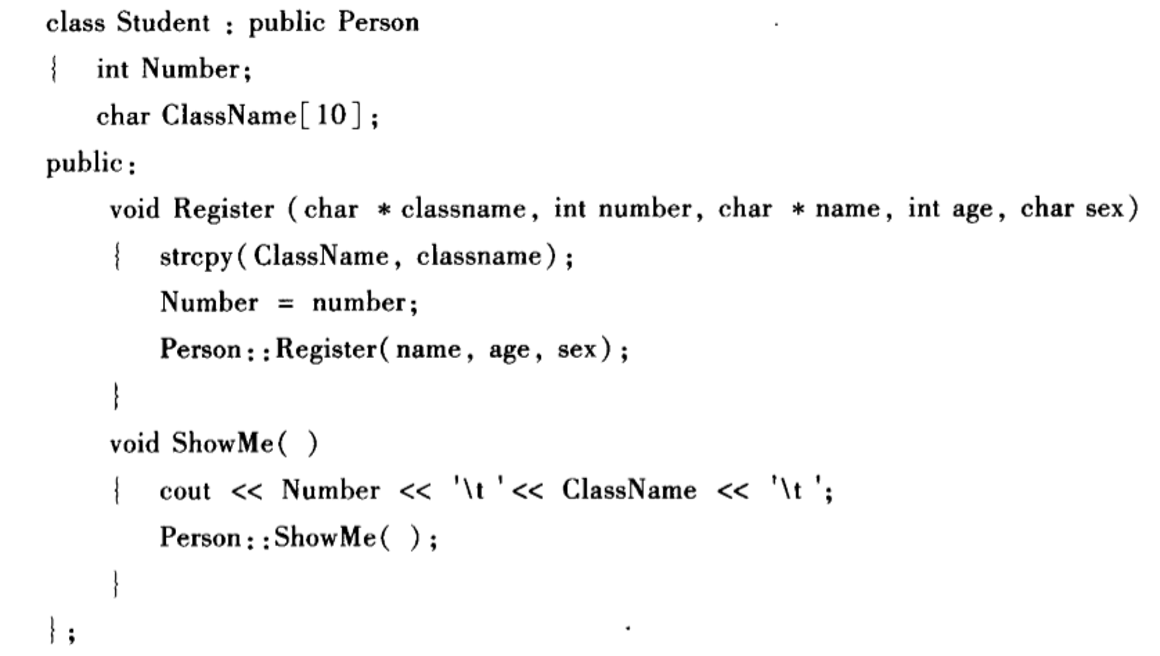 class Student : public Person
{ int Number;
char ClassName[10];
public:
void Register (char * classname, int number, char * name, int age, char sex)
{ strcpy(ClassName, classname);
Number = number;
Person::Register(name, age, sex);
}
void ShowMe( )
{ cout << Number << '\t '<< ClassName << '\t ';
Person::ShowMe( );
}
};